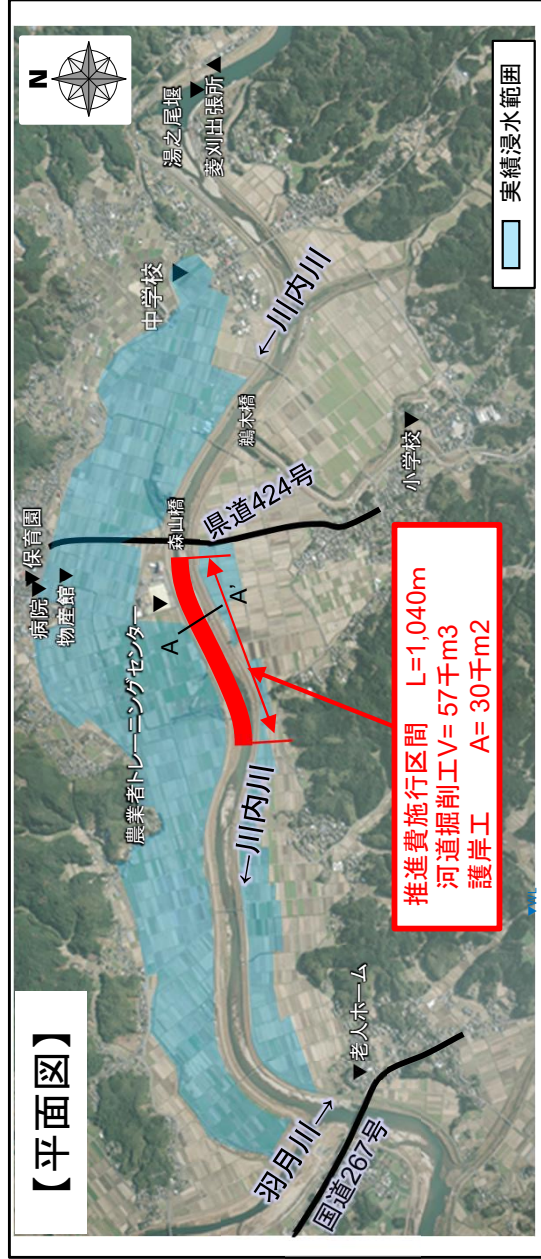 【平面図】
N
湯之尾堰
菱刈出張所
中学校
←川内川
鵜木橋
保育園
病院
物産館
県道424号
森山橋
小学校
農業者トレーニングセンター
A
A'
←川内川
推進費施行区間 L=1,040m
河道掘削工V= 57千m3
護岸工 A= 30千m2
老人ホーム
羽月川→
国道267号
実績浸水範囲
▼W.L